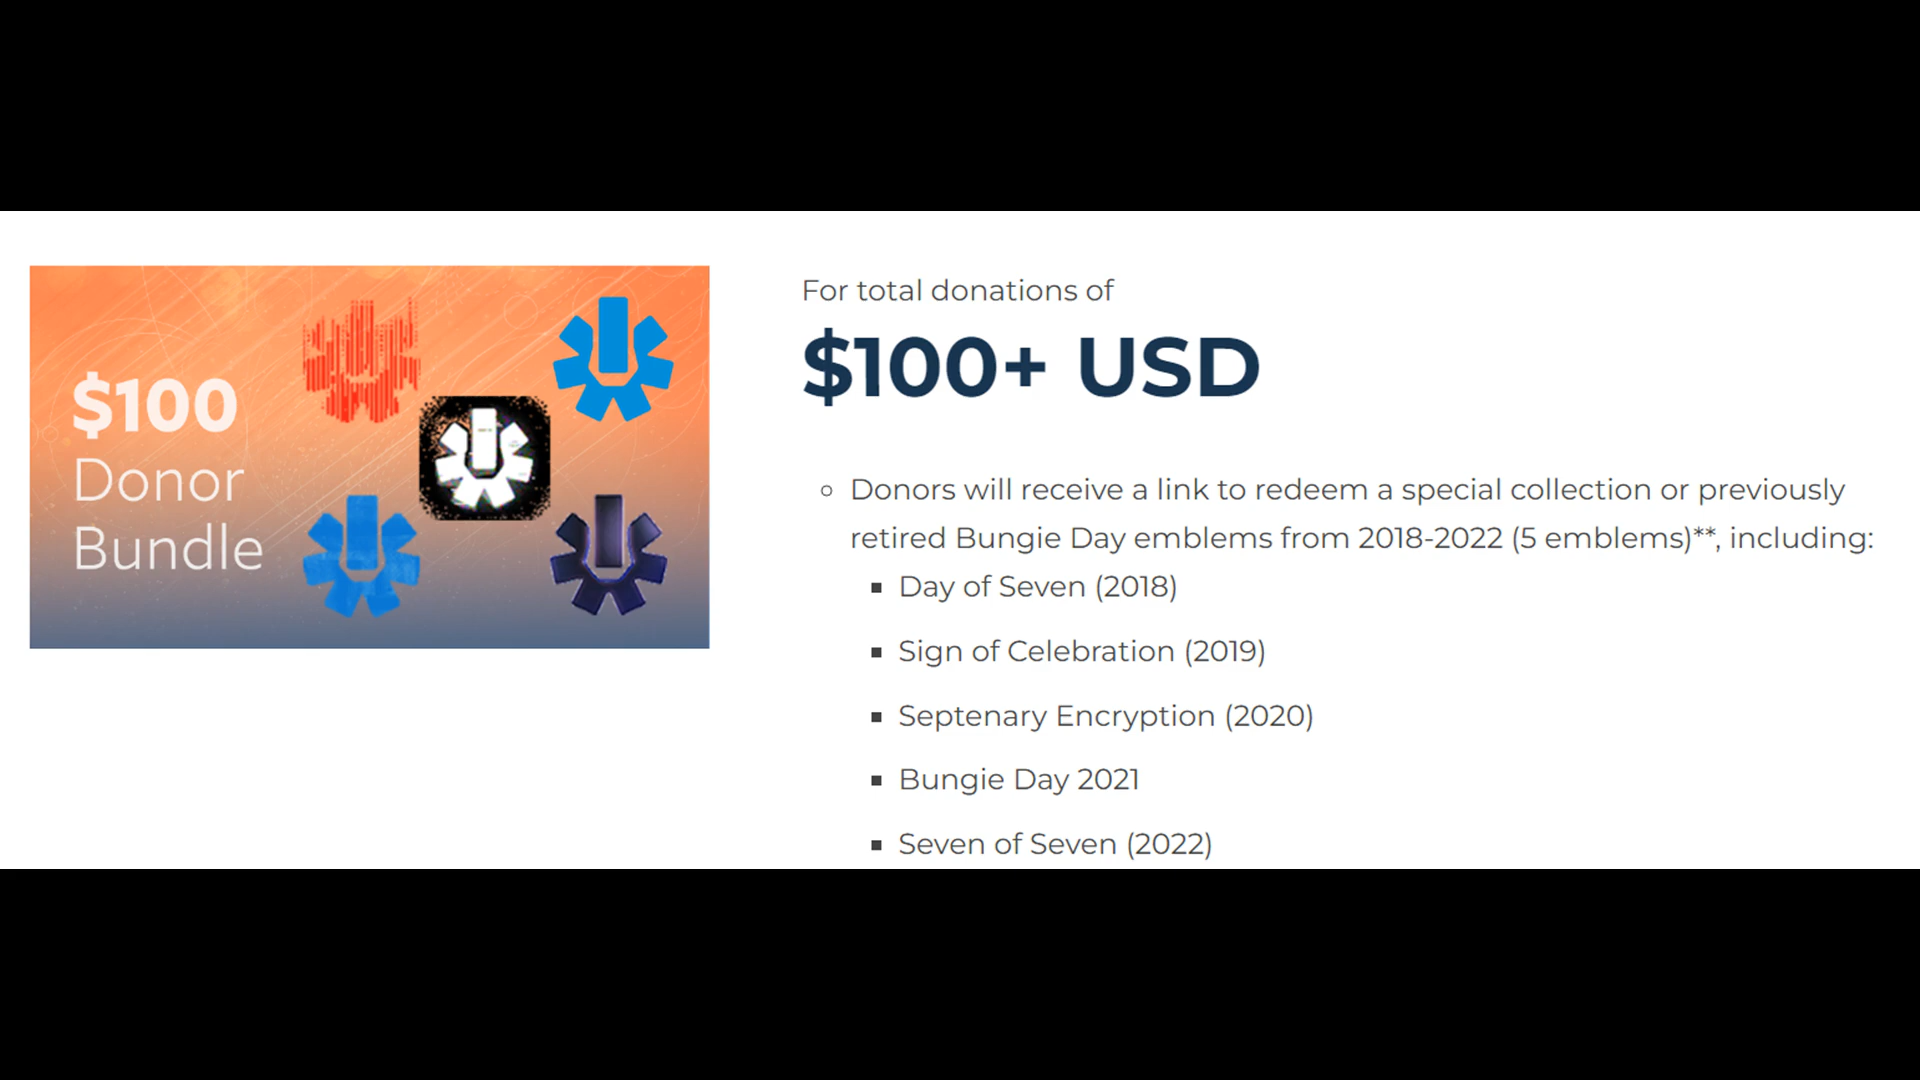 $100
Donor
Bundle
For total donations of
$100+ USD
Donors will receive a link to redeem a special collection or previously
retired Bungie Day emblems from 2018-2022 (5 emblems)**, including:
Day of Seven (2018)
Sign of Celebration (2019)
Septenary Encryption (2020)
Bungie Day 2021
Seven of Seven (2022)